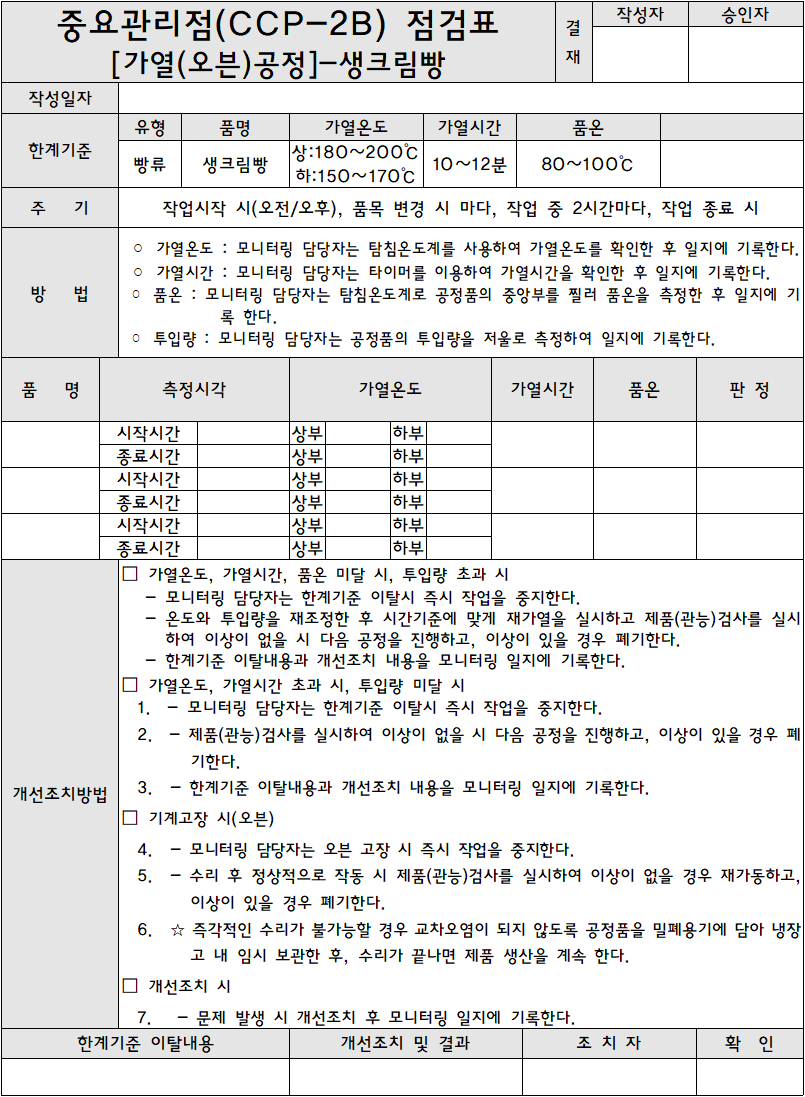 중요관리점(CCP-2B) 점검표
[가열(오븐)공정]-생크림빵
결재
작성자 승인자
작성일자
한계기준
유형 품명 가열온도 가열시간 품온
빵류 생크림빵 상:180~200℃ 하:150~170℃ 10~12분 80~100℃
주 기 작업시작 시(오전/오후), 품목 변경 시 마다, 작업 중 2시간마다, 작업 종료 시
방 법
○ 가열온도 : 모니터링 담당자는 탐침온도계를 사용하여 가열온도를 확인한 후 일지에 기록한다.
○ 가열시간 : 모니터링 담당자는 타이머를 이용하여 가열시간을 확인한 후 일지에 기록한다.
○ 품온 : 모니터링 담당자는 탐침온도계로 공정품의 중앙부를 찔러 품온을 측정한 후 일지에 기
록 한다.
○ 투입량 : 모니터링 담당자는 공정품의 투입량을 저울로 측정하여 일지에 기록한다.
품 명 측정시각 가열온도 가열시간 품온 판 정
시작시간 상부 하부
종료시간 상부 하부
시작시간 상부 하부
종료시간 상부 하부
시작시간 상부 하부
종료시간 상부 하부
개선조치방법
□ 가열온도, 가열시간, 품온 미달 시, 투입량 초과 시
- 모니터링 담당자는 한계기준 이탈시 즉시 작업을 중지한다.
- 온도와 투입량을 재조정한 후 시간기준에 맞게 재가열을 실시하고 제품(관능)검사를 실시
하여 이상이 없을 시 다음 공정을 진행하고, 이상이 있을 경우 폐기한다.
- 한계기준 이탈내용과 개선조치 내용을 모니터링 일지에 기록한다.
□ 가열온도, 가열시간 초과 시, 투입량 미달 시
1. - 모니터링 담당자는 한계기준 이탈시 즉시 작업을 중지한다.
2. - 제품(관능)검사를 실시하여 이상이 없을 시 다음 공정을 진행하고, 이상이 있을 경우 폐
기한다.
3. - 한계기준 이탈내용과 개선조치 내용을 모니터링 일지에 기록한다.
□ 기계고장 시(오븐)
4. - 모니터링 담당자는 오븐 고장 시 즉시 작업을 중지한다.
5. - 수리 후 정상적으로 작동 시 제품(관능)검사를 실시하여 이상이 없을 경우 재가동하고,
이상이 있을 경우 폐기한다.
6. ☆ 즉각적인 수리가 불가능할 경우 교차오염이 되지 않도록 공정품을 밀폐용기에 담아 냉장
고 내 임시 보관한 후, 수리가 끝나면 제품 생산을 계속 한다.
□ 개선조치 시
7. - 문제 발생 시 개선조치 후 모니터링 일지에 기록한다.
한계기준 이탈내용 개선조치 및 결과 조 치 자 확 인